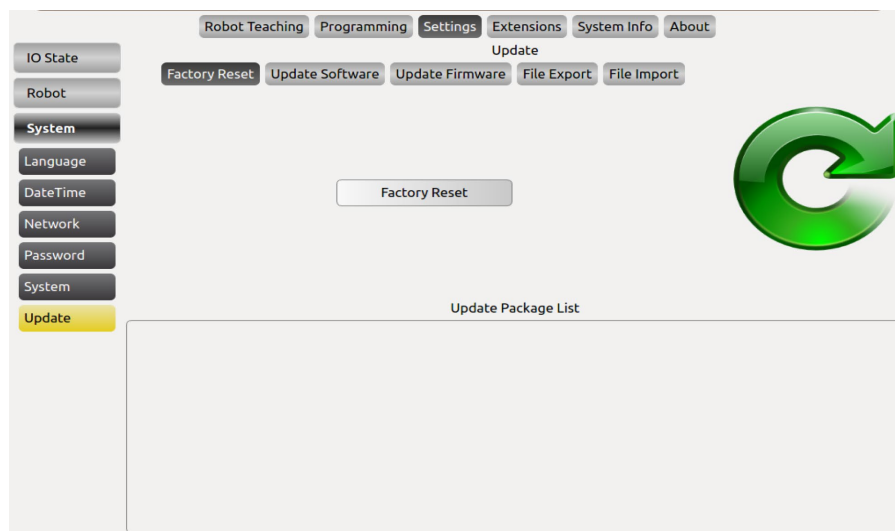 Robot Teaching Programming Settings Extensions System Info About
Update
Factory Reset Update Software Update Firmware File Export File Import
IO State
Robot
System
Language
DateTime
Network
Password
System
Update
Factory Reset
Update Package List